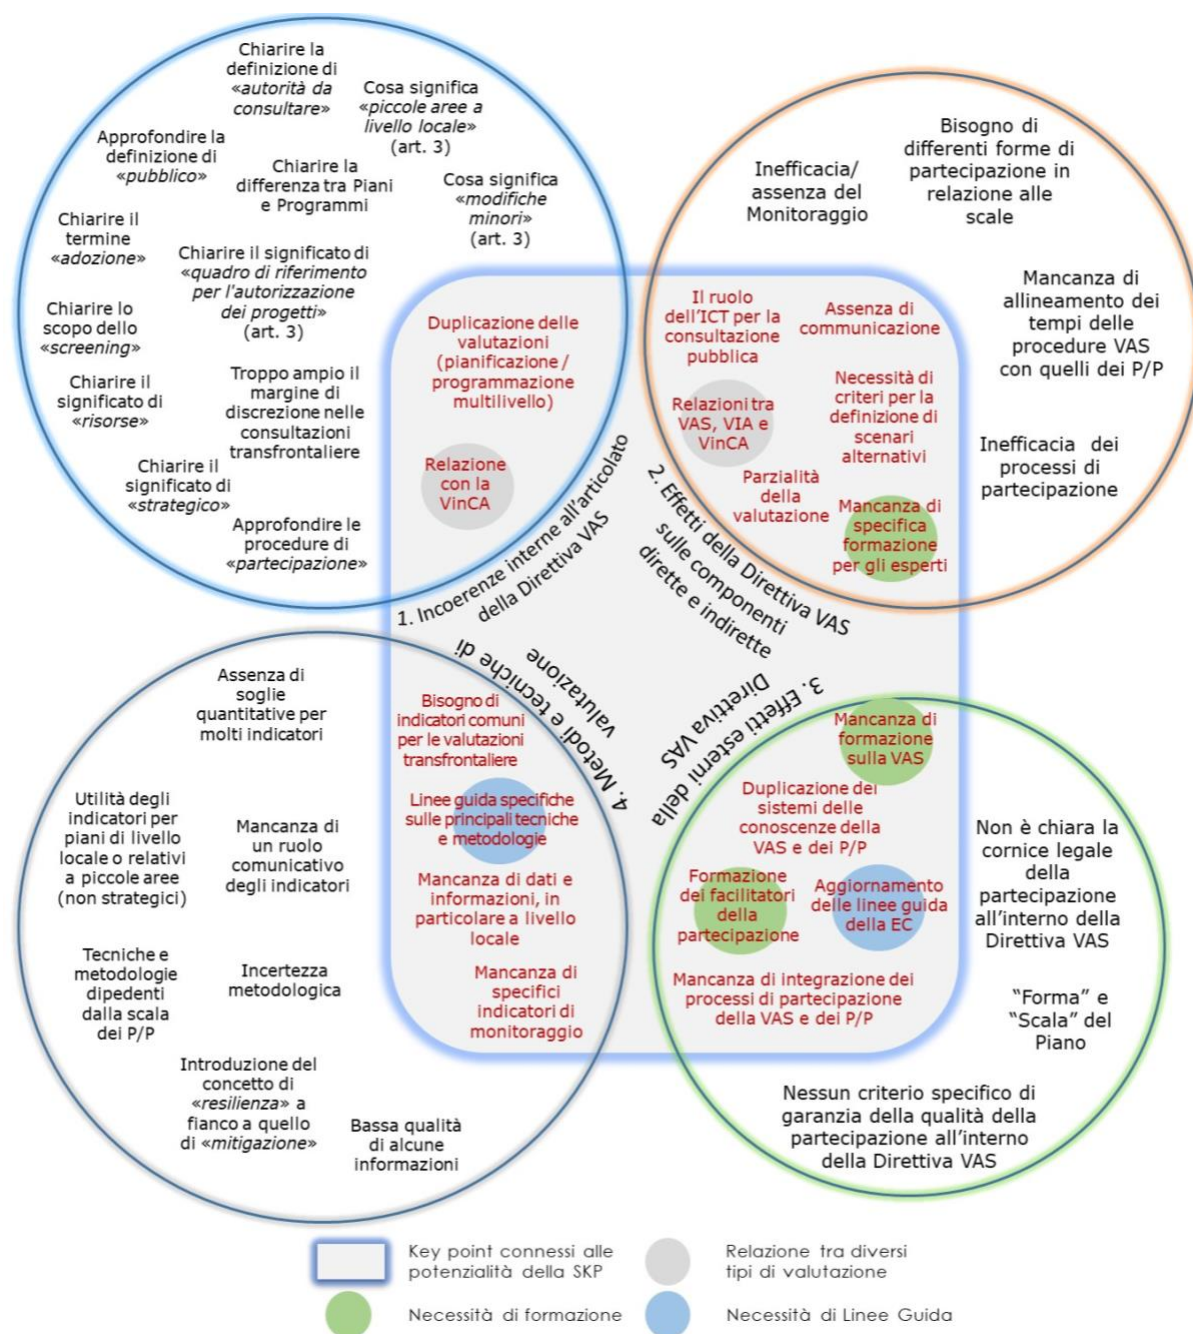 Chiarire la
definizione di
«autorità da
consultare»
Cosa significa
«piccole aree a
livello locale»
(art. 3)
Approfondire la
definizione di
«pubblico»
Chiarire la
differenza tra Piani
e Programmi
Cosa significa
«modifiche
minori»
(art. 3)
Chiarire il
termine
«adozione»
Chiarire il significato di
«quadro di riferimento
per l'autorizzazione
dei progetti»
(art. 3)
Chiarire lo
scopo dello
«screening»
Chiarire il
significato di
«risorse»
Troppo ampio il
margine di
discrezione nelle
consultazioni
transfrontaliere
Chiarire il
significato di
«strategico»
Approfondire le
procedure di
«partecipazione»
Duplicazione delle
valutazioni
(pianificazione /
programmazione
multilivello)
Relazione
con la
VinCA
1. Incoerenze interne all'articolato
della Direttiva VAS
Inefficacia/
assenza del
Monitoraggio
Bisogno di
differenti forme di
partecipazione in
relazione alle
scale
Mancanza di
allineamento dei
tempi delle
procedure VAS
con quelli dei P/P
Inefficacia dei
processi di
partecipazione
Il ruolo
dell'ICT per la
consultazione
pubblica
Assenza di
communicazione
Relazioni tra
VAS, VIA e
VinCA
Necessità di
criteri per la
definizione di
scenari
alternativi
Parzialità
della
valutazione
Mancanza di
specifica
formazione
per gli esperti
2. Effetti della Direttiva VAS
sulle componenti
dirette e indirette
3. Effetti esterni della
Direttiva VAS
Mancanza di
formazione
sulla VAS
Duplicazione dei
sistemi delle
conoscenze della
VAS e dei P/P
Formazione
dei facilitatori
della
partecipazione
Aggiornamento
delle linee guida
della EC
Mancanza di integrazione dei
processi di partecipazione
della VAS e dei P/P
Non è chiara la
cornice legale
della
partecipazione
all'interno della
Direttiva VAS
"Forma" e
"Scala" del
Piano
Nessun criterio specifico di
garanzia della qualità della
partecipazione all'interno
della Direttiva VAS
4. Metodi e tecniche di
valutazione
Assenza di
soglie
quantitative per
molti indicatori
Utilità degli
indicatori per
piani di livello
locale o relativi
a piccole aree
(non strategici)
Mancanza di
un ruolo
comunicativo
degli indicatori
Tecniche e
metodologie
dipedenti
dalla scala
dei P/P
Incertezza
metodologica
Introduzione del
concetto di
«resilienza» a
fianco a quello
di «mitigazione»
Bassa qualità
di alcune
informazioni
Bisogno di
indicatori comuni
per le valutazioni
transfrontaliere
Linee guida specifiche
sulle principali tecniche
e metodologie
Mancanza di dati e
informazioni, in
particolare a livello
locale
Mancanza di
specifici
indicatori di
monitoraggio
Key point connessi alle
potenzialità della SKP
Relazione tra diversi
tipi di valutazione
Necessità di formazione
Necessità di Linee Guida